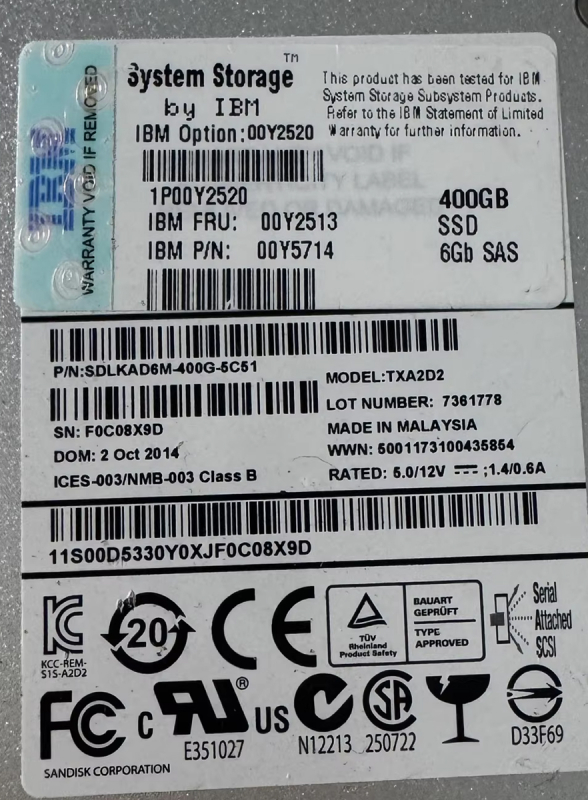 WARRANTY VOID IF REMOVED
IBM
System Storage™
by IBM
IBM Option:00Y2520
This product has been tested for IBM
System Storage Subsystem Products.
Refer to the IBM Statement of Limited
Warranty for further information.
1P00Y2520
IBM FRU: 00Y2513
IBM P/N: 00Y5714
400GB
SSD
6Gb SAS
P/N:SDLKAD6M-400G-5C51
MODEL:TXA2D2
LOT NUMBER: 7361778
SN: F0C08X9D
MADE IN MALAYSIA
DOM: 2 Oct 2014
WWN: 5001173100435854
ICES-003/NMB-003 Class B
RATED: 5.0/12V ;1.4/0.6A
11S00D5330Y0XJF0C08X9D
KCC-REM-
S1S-A2D2
20
CE
TÜV
Rheinland
Product Safety
BAUART
GEPRÜFT
TYPE
APPROVED
Serial
Attached
SCSI
FC
c RU® US
E351027
N12213
SA
250722
D33F69
SANDISK CORPORATION